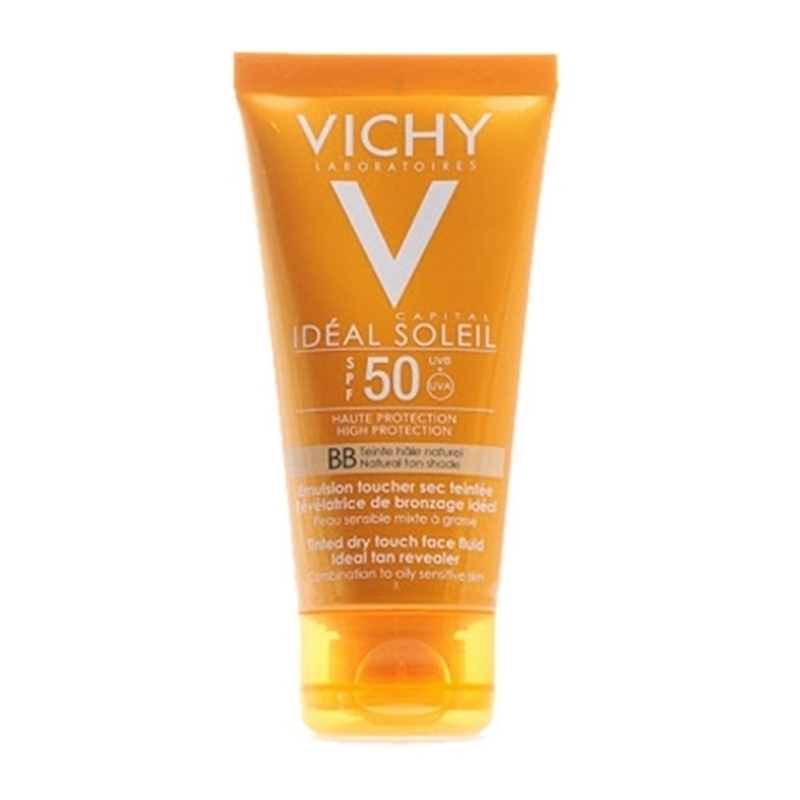 VICHY
LABORATOIRES
V
CAPITAL
IDÉAL SOLEIL
SPF 50 UVB + UVA
HAUTE PROTECTION
HIGH PROTECTION
BB Teinte hâle naturel
Natural tan shade
Emulsion toucher sec teintée
Révélatrice de bronzage idéal
Peau sensible mixte à grasse
Tinted dry touch face fluid
Ideal tan revealer
Combination to oily sensitive skin